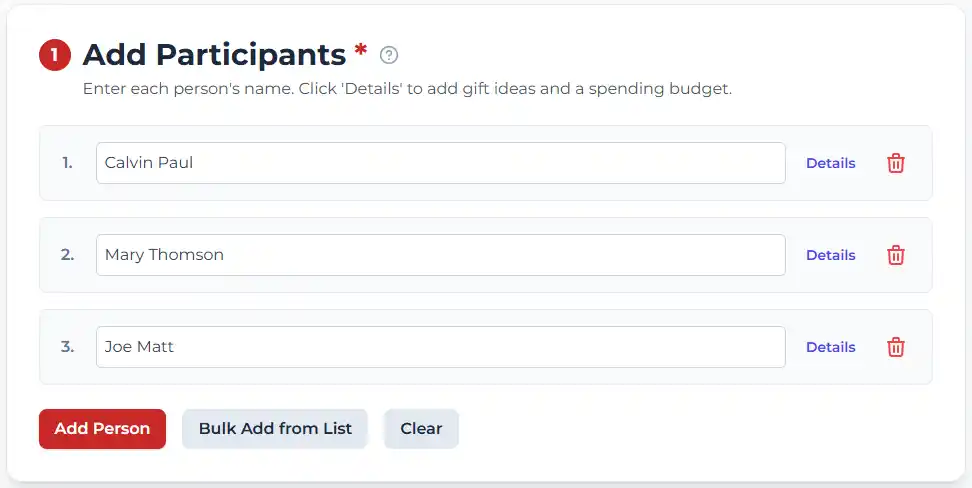 1 Add Participants * ?
Enter each person's name. Click 'Details' to add gift ideas and a spending budget.
1. Calvin Paul Details
2. Mary Thomson Details
3. Joe Matt Details
Add Person Bulk Add from List Clear